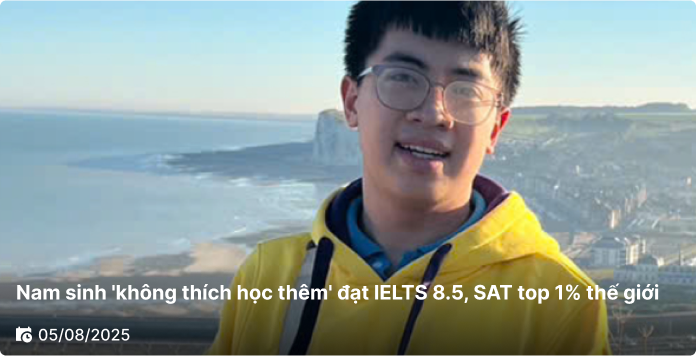 Nam sinh 'không thích học thêm' đạt IELTS 8.5, SAT top 1% thế giới
05/08/2025